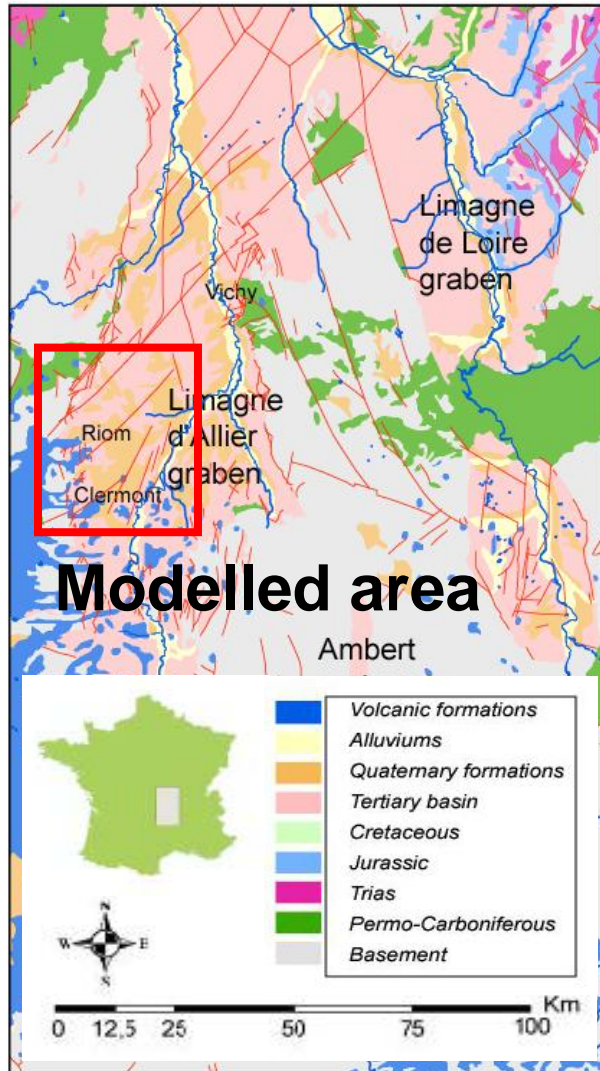 Limagne
de Loire
graben
Vichy
Limagne
d'Allier
graben
Riom
Clermont
Modelled area
Ambert
Volcanic formations
Alluviums
Quaternary formations
Tertiary basin
Cretaceous
Jurassic
Trias
Permo-Carboniferous
Basement
N
W E
S
Km
0 12,5 25 50 75 100